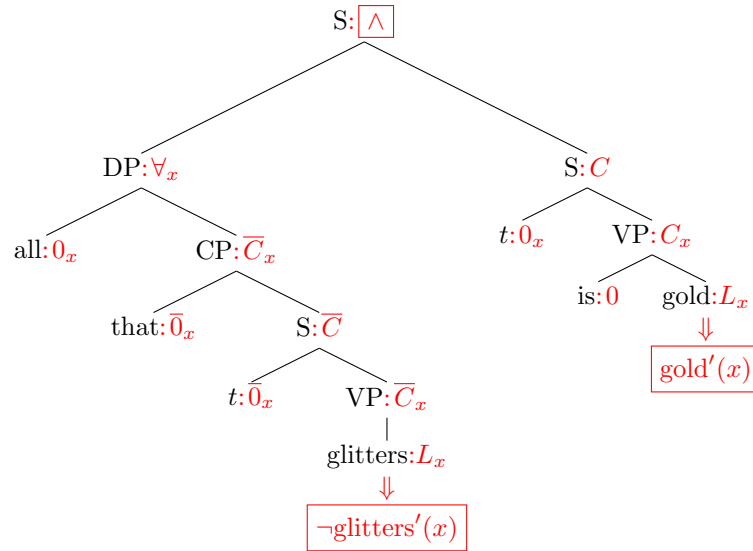 S: ∧
DP:∀ₓ S:C
all:0ₓ CP:C̅ₓ t:0ₓ VP:Cₓ
that:0̅ₓ S:C̅ is:0 gold:Lₓ
⇓
t:0̅ₓ VP:C̅ₓ gold′(x)
glitters:Lₓ
⇓
¬glitters′(x)